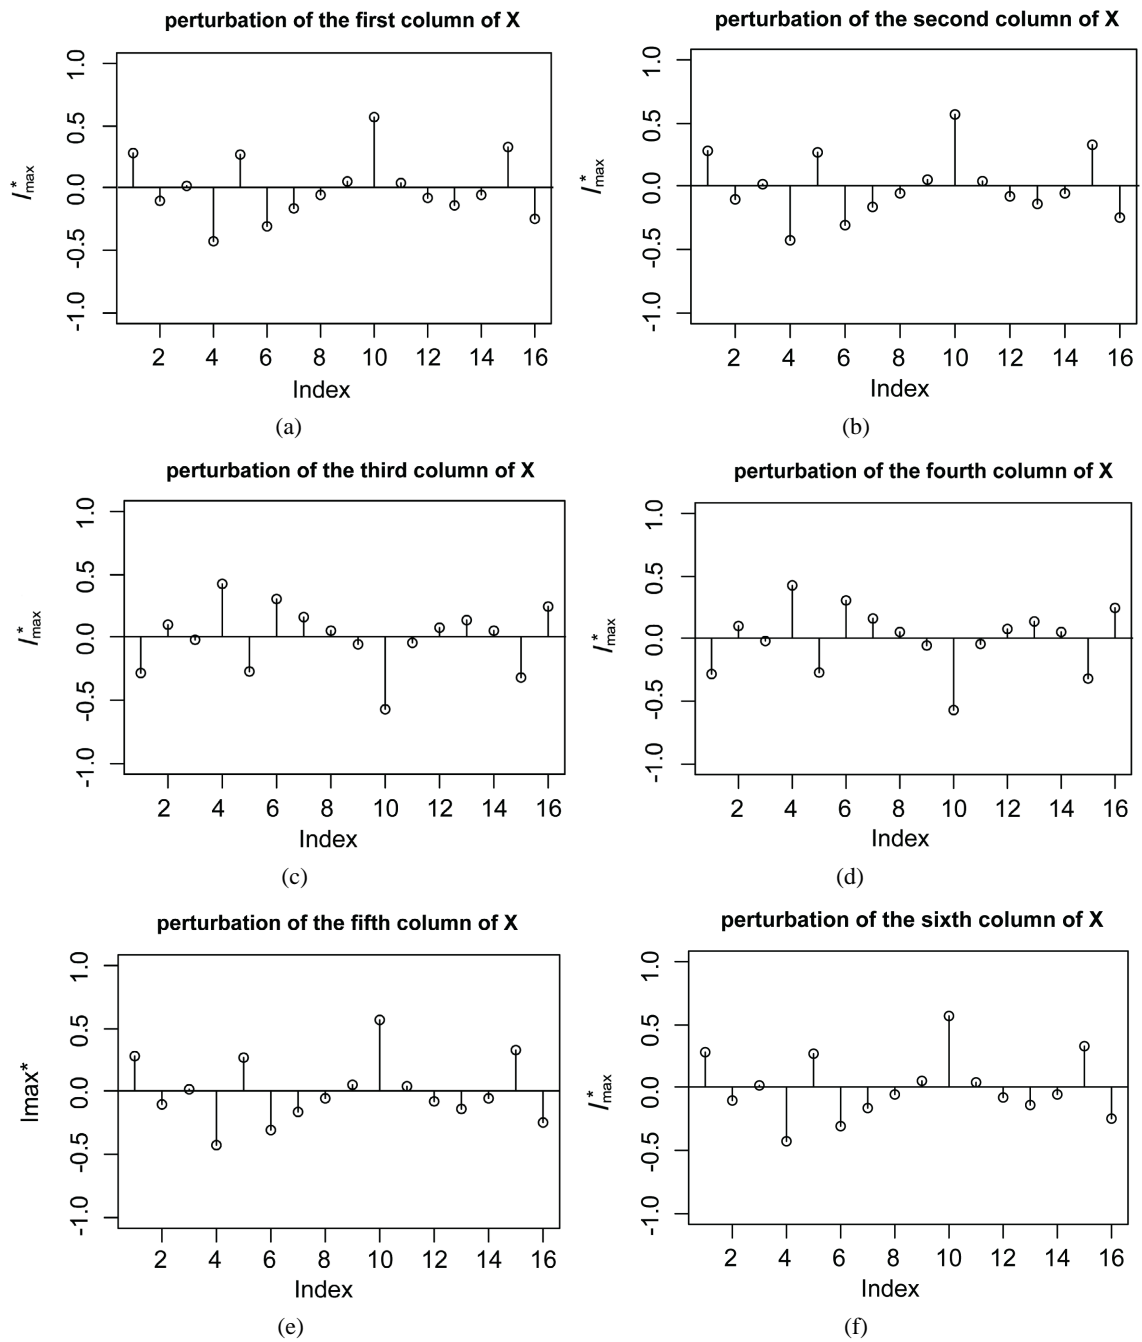 perturbation of the first column of X
1.0
0.5
0.0
-0.5
-1.0
l*max
2 4 6 8 10 12 14 16
Index
(a)
perturbation of the second column of X
1.0
0.5
0.0
-0.5
-1.0
l*max
2 4 6 8 10 12 14 16
Index
(b)
perturbation of the third column of X
1.0
0.5
0.0
-0.5
-1.0
l*max
2 4 6 8 10 12 14 16
Index
(c)
perturbation of the fourth column of X
1.0
0.5
0.0
-0.5
-1.0
l*max
2 4 6 8 10 12 14 16
Index
(d)
perturbation of the fifth column of X
1.0
0.5
0.0
-0.5
-1.0
lmax*
2 4 6 8 10 12 14 16
Index
(e)
perturbation of the sixth column of X
1.0
0.5
0.0
-0.5
-1.0
l*max
2 4 6 8 10 12 14 16
Index
(f)